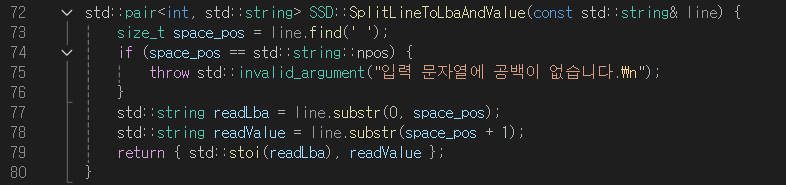 72 std::pair<int, std::string> SSD::SplitLineToLbaAndValue(const std::string& line) {
73     size_t space_pos = line.find(' ');
74     if (space_pos == std::string::npos) {
75         throw std::invalid_argument("입력 문자열에 공백이 없습니다.₩n");
76     }
77     std::string readLba = line.substr(0, space_pos);
78     std::string readValue = line.substr(space_pos + 1);
79     return { std::stoi(readLba), readValue };
80 }